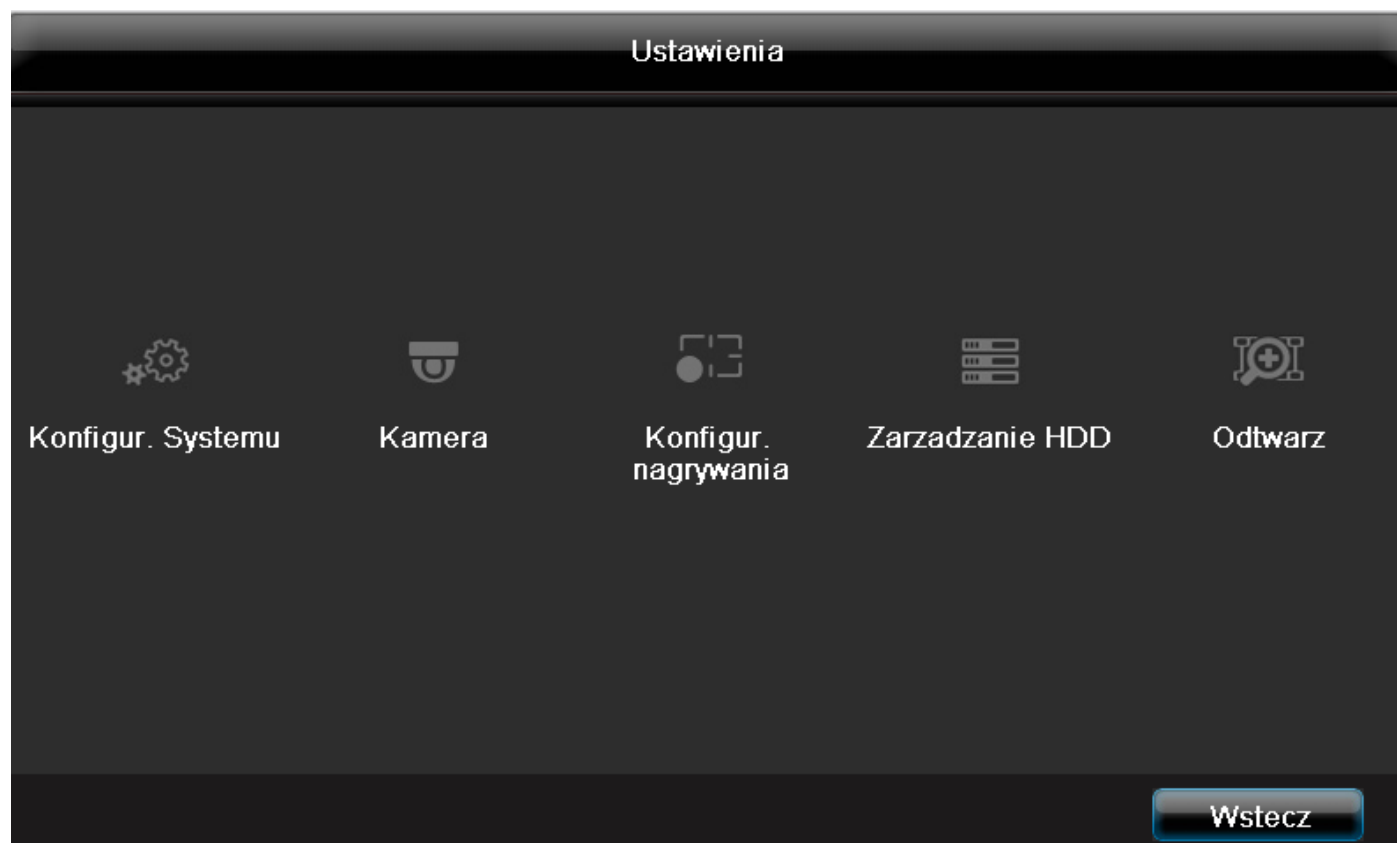 Ustawienia
Konfigur. Systemu
Kamera
Konfigur.
nagrywania
Zarzadzanie HDD
Odtwarz
Wstecz